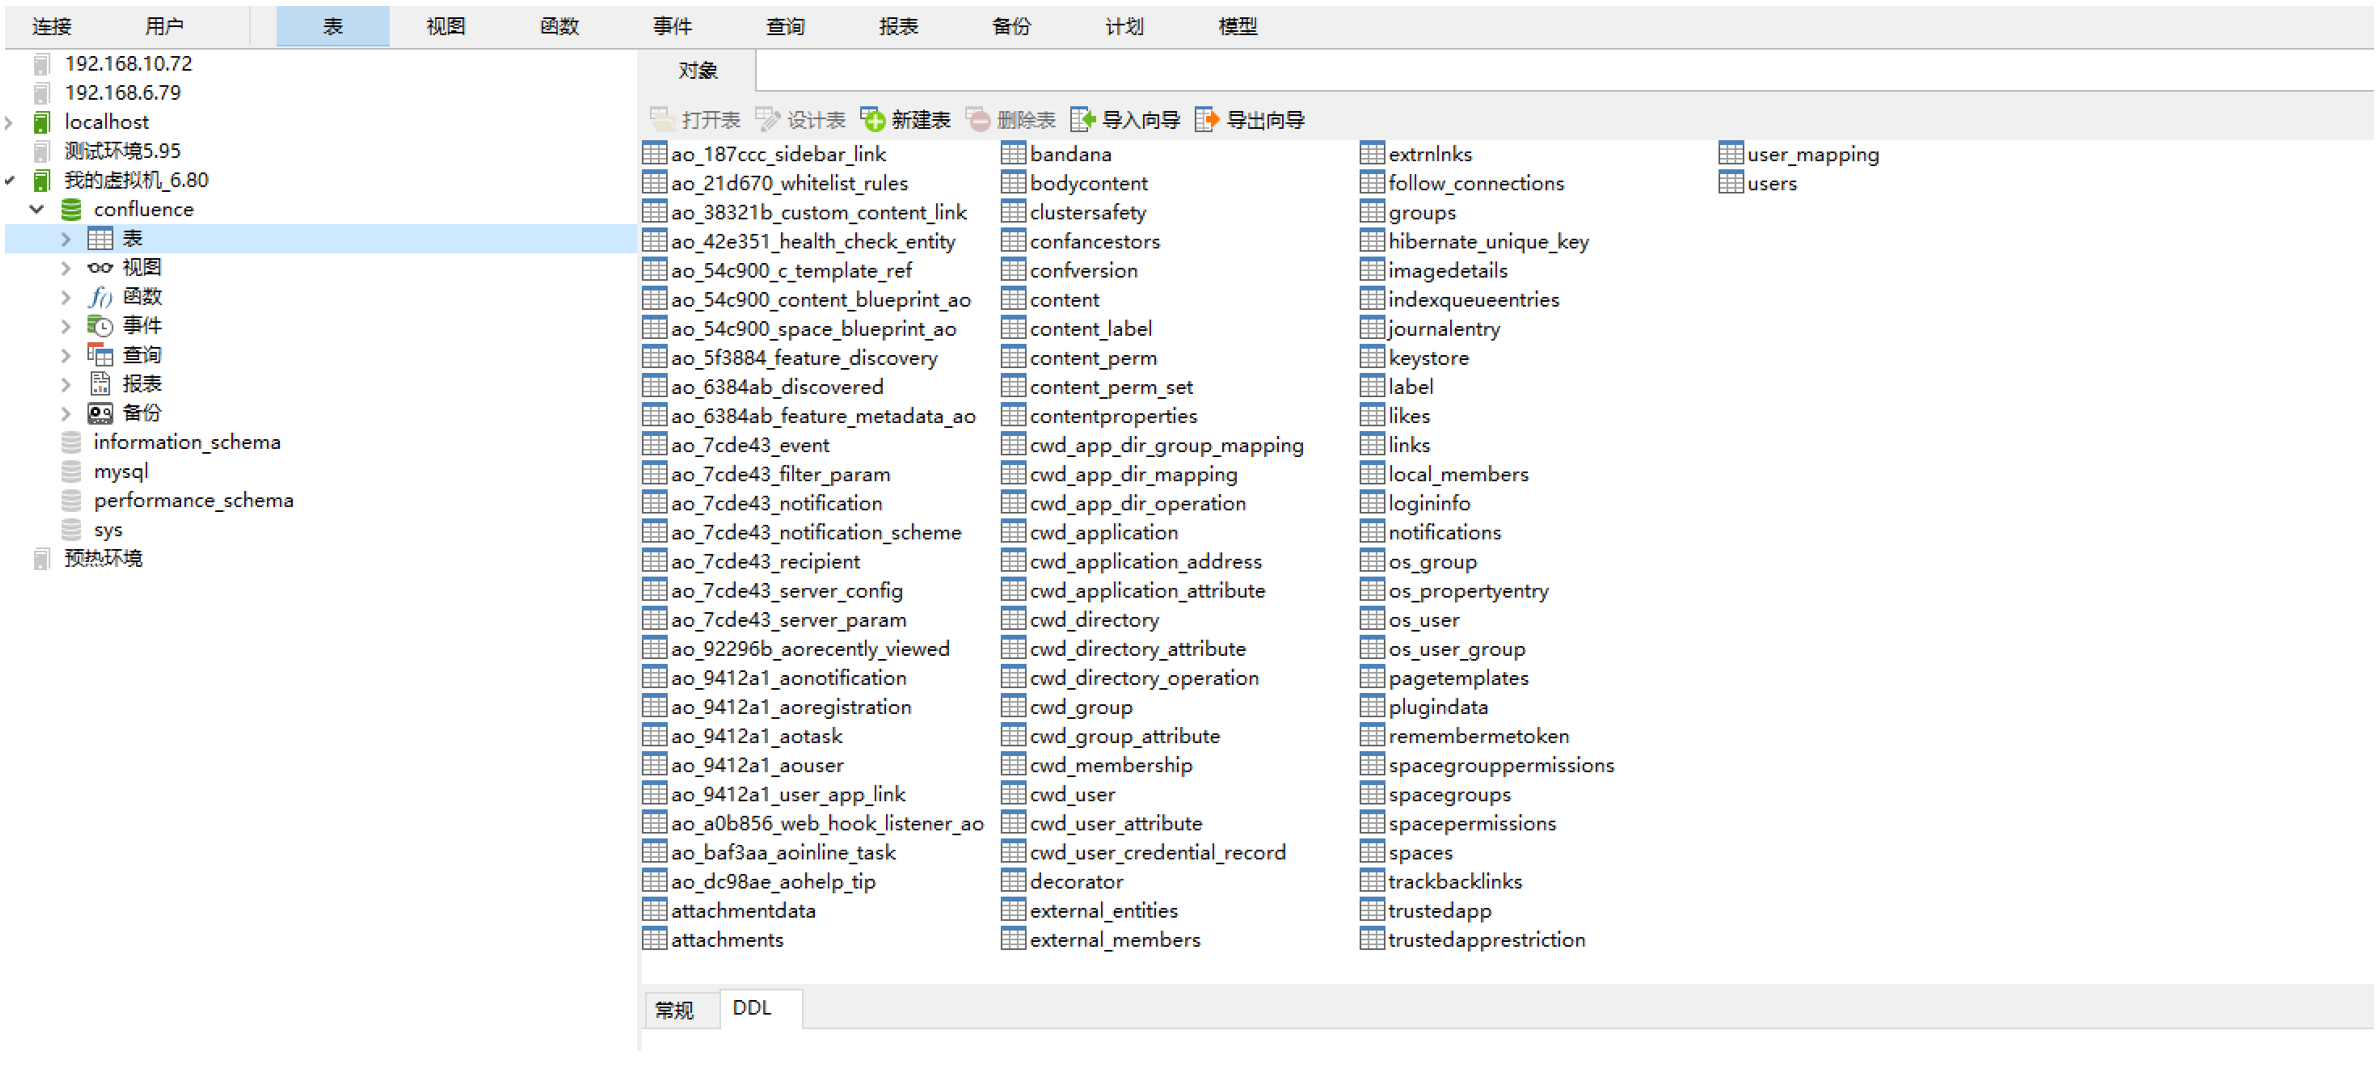 连接 用户 表 视图 函数 事件 查询 报表 备份 计划 模型
192.168.10.72
192.168.6.79
localhost
测试环境5.95
我的虚拟机_6.80
confluence
表
视图
函数
事件
查询
报表
备份
information_schema
mysql
performance_schema
sys
预热环境
对象
打开表 设计表 新建表 删除表 导入向导 导出向导
ao_187ccc_sidebar_link
ao_21d670_whitelist_rules
ao_38321b_custom_content_link
ao_42e351_health_check_entity
ao_54c900_c_template_ref
ao_54c900_content_blueprint_ao
ao_54c900_space_blueprint_ao
ao_5f3884_feature_discovery
ao_6384ab_discovered
ao_6384ab_feature_metadata_ao
ao_7cde43_event
ao_7cde43_filter_param
ao_7cde43_notification
ao_7cde43_notification_scheme
ao_7cde43_recipient
ao_7cde43_server_config
ao_7cde43_server_param
ao_92296b_aorecently_viewed
ao_9412a1_aonotification
ao_9412a1_aoregistration
ao_9412a1_aotask
ao_9412a1_aouser
ao_9412a1_user_app_link
ao_a0b856_web_hook_listener_ao
ao_baf3aa_aoinline_task
ao_dc98ae_aohelp_tip
attachmentdata
attachments
bandana
bodycontent
clustersafety
confancestors
confversion
content
content_label
content_perm
content_perm_set
contentproperties
cwd_app_dir_group_mapping
cwd_app_dir_mapping
cwd_app_dir_operation
cwd_application
cwd_application_address
cwd_application_attribute
cwd_directory
cwd_directory_attribute
cwd_directory_operation
cwd_group
cwd_group_attribute
cwd_membership
cwd_user
cwd_user_attribute
cwd_user_credential_record
decorator
external_entities
external_members
extrnlnks
follow_connections
groups
hibernate_unique_key
imagedetails
indexqueueentries
journalentry
keystore
label
likes
links
local_members
logininfo
notifications
os_group
os_propertyentry
os_user
os_user_group
pagetemplates
plugindata
remembermetoken
spacegrouppermissions
spacegroups
spacepermissions
spaces
trackbacklinks
trustedapp
trustedapprestriction
user_mapping
users
常规 DDL